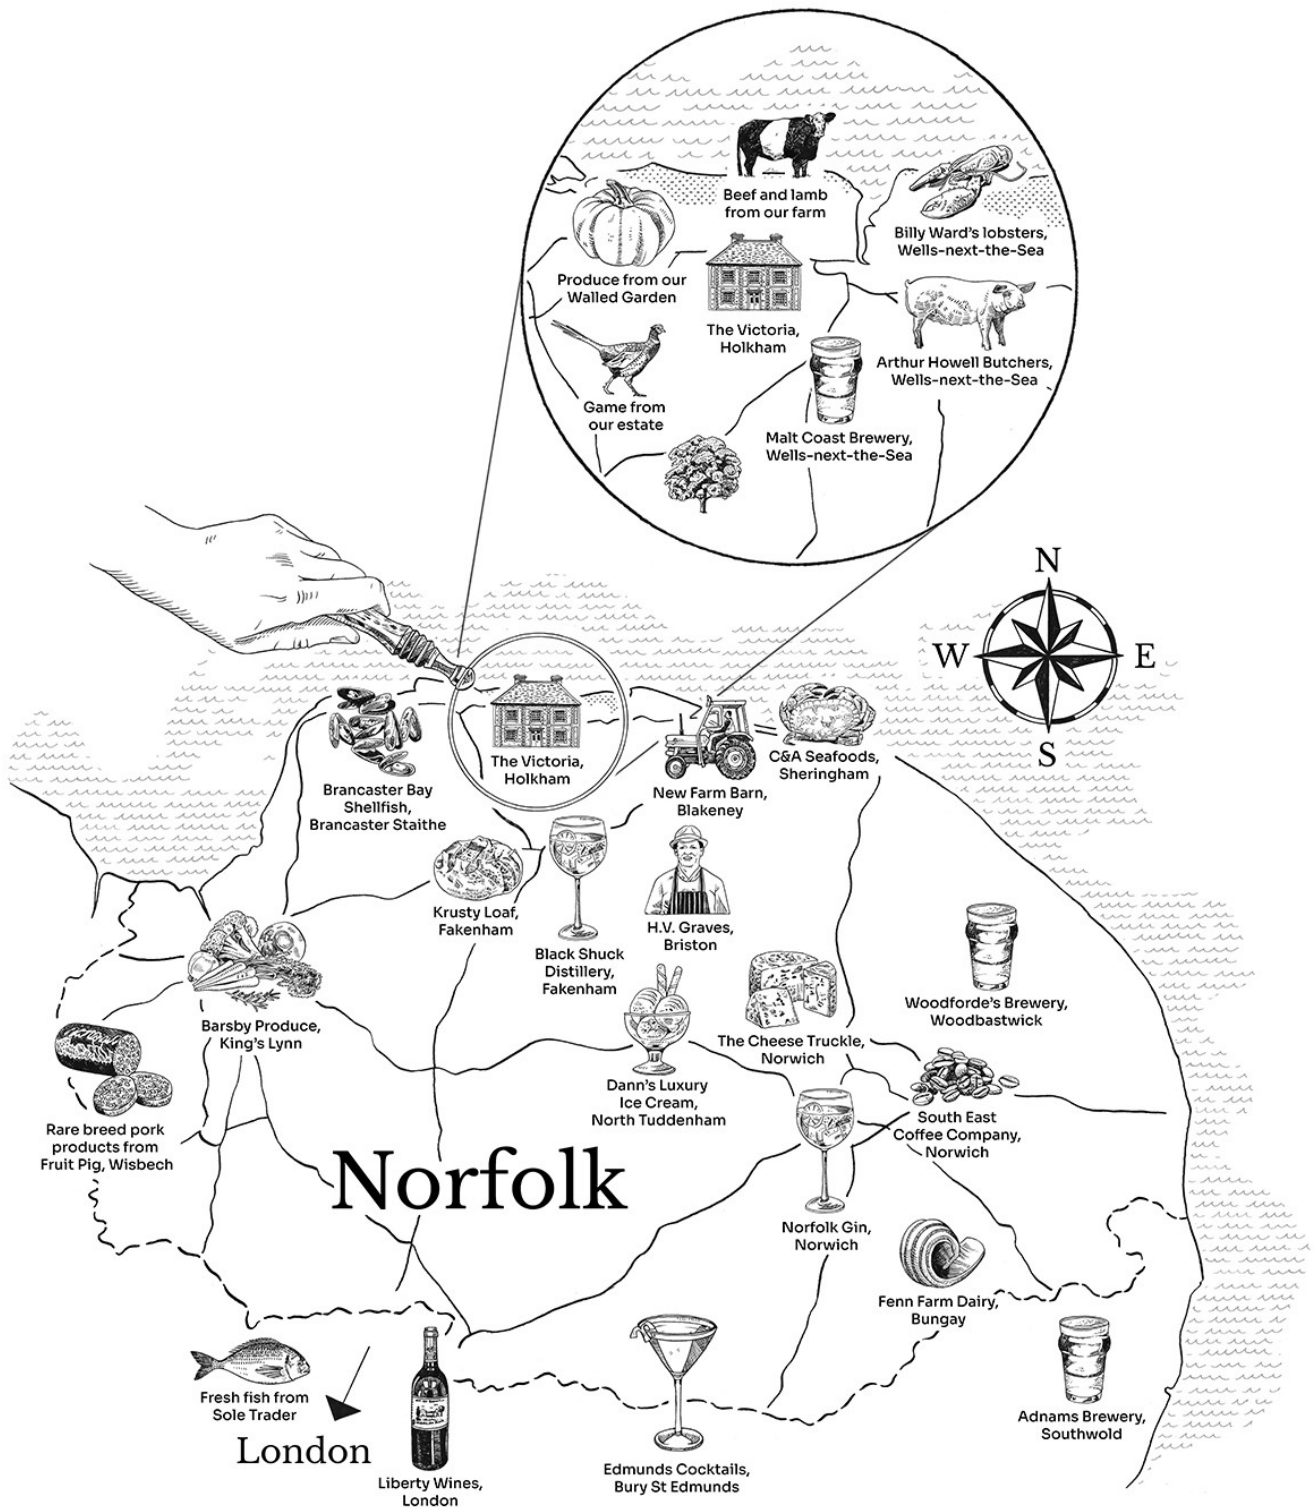 Beef and lamb
from our farm
Billy Ward's lobsters,
Wells-next-the-Sea
Produce from our
Walled Garden
The Victoria,
Holkham
Arthur Howell Butchers,
Wells-next-the-Sea
Game from
our estate
Malt Coast Brewery,
Wells-next-the-Sea
N
W
E
S
The Victoria,
Holkham
C&A Seafoods,
Sheringham
Brancaster Bay
Shellfish,
Brancaster Staithe
New Farm Barn,
Blakeney
Krusty Loaf,
Fakenham
H.V. Graves,
Briston
Black Shuck
Distillery,
Fakenham
Woodforde's Brewery,
Woodbastwick
Barsby Produce,
King's Lynn
The Cheese Truckle,
Norwich
Dann's Luxury
Ice Cream,
North Tuddenham
Rare breed pork
products from
Fruit Pig, Wisbech
South East
Coffee Company,
Norwich
Norfolk
Norfolk Gin,
Norwich
Fenn Farm Dairy,
Bungay
Fresh fish from
Sole Trader
London
Liberty Wines,
London
Edmunds Cocktails,
Bury St Edmunds
Adnams Brewery,
Southwold